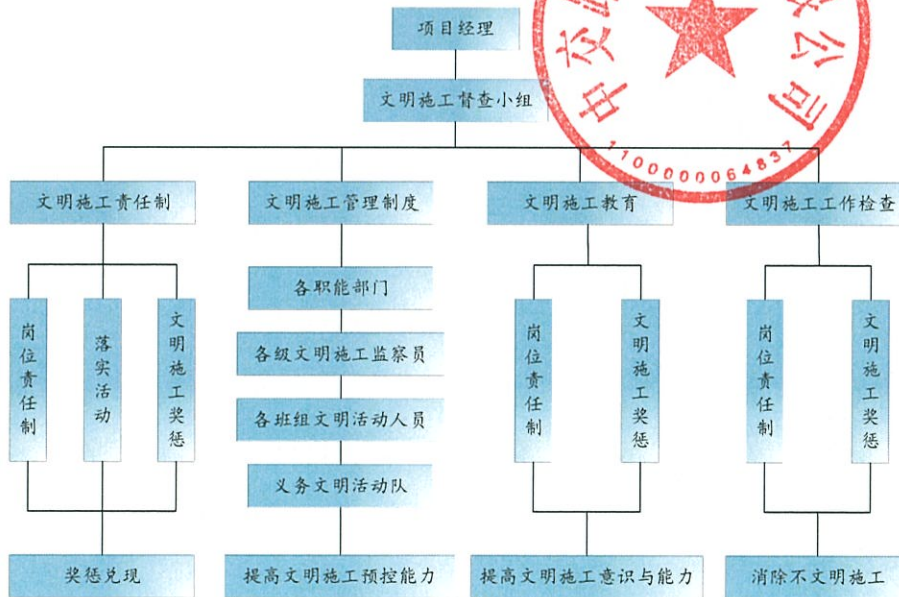 项目经理
文明施工督查小组
中交
公司
1100000064837
文明施工责任制
文明施工管理制度
文明施工教育
文明施工工作检查
各职能部门
各级文明施工监察员
各班组文明活动人员
义务文明活动队
岗位责任制
落实活动
文明施工奖惩
岗位责任制
文明施工奖惩
岗位责任制
文明施工奖惩
奖惩兑现
提高文明施工预控能力
提高文明施工意识与能力
消除不文明施工